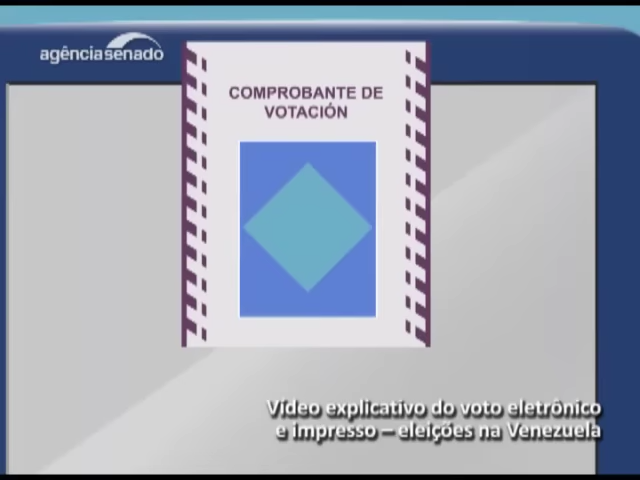 agênciasenado
COMPROBANTE DE
VOTACIÓN
Vídeo explicativo do voto eletrônico
e impresso – eleições na Venezuela